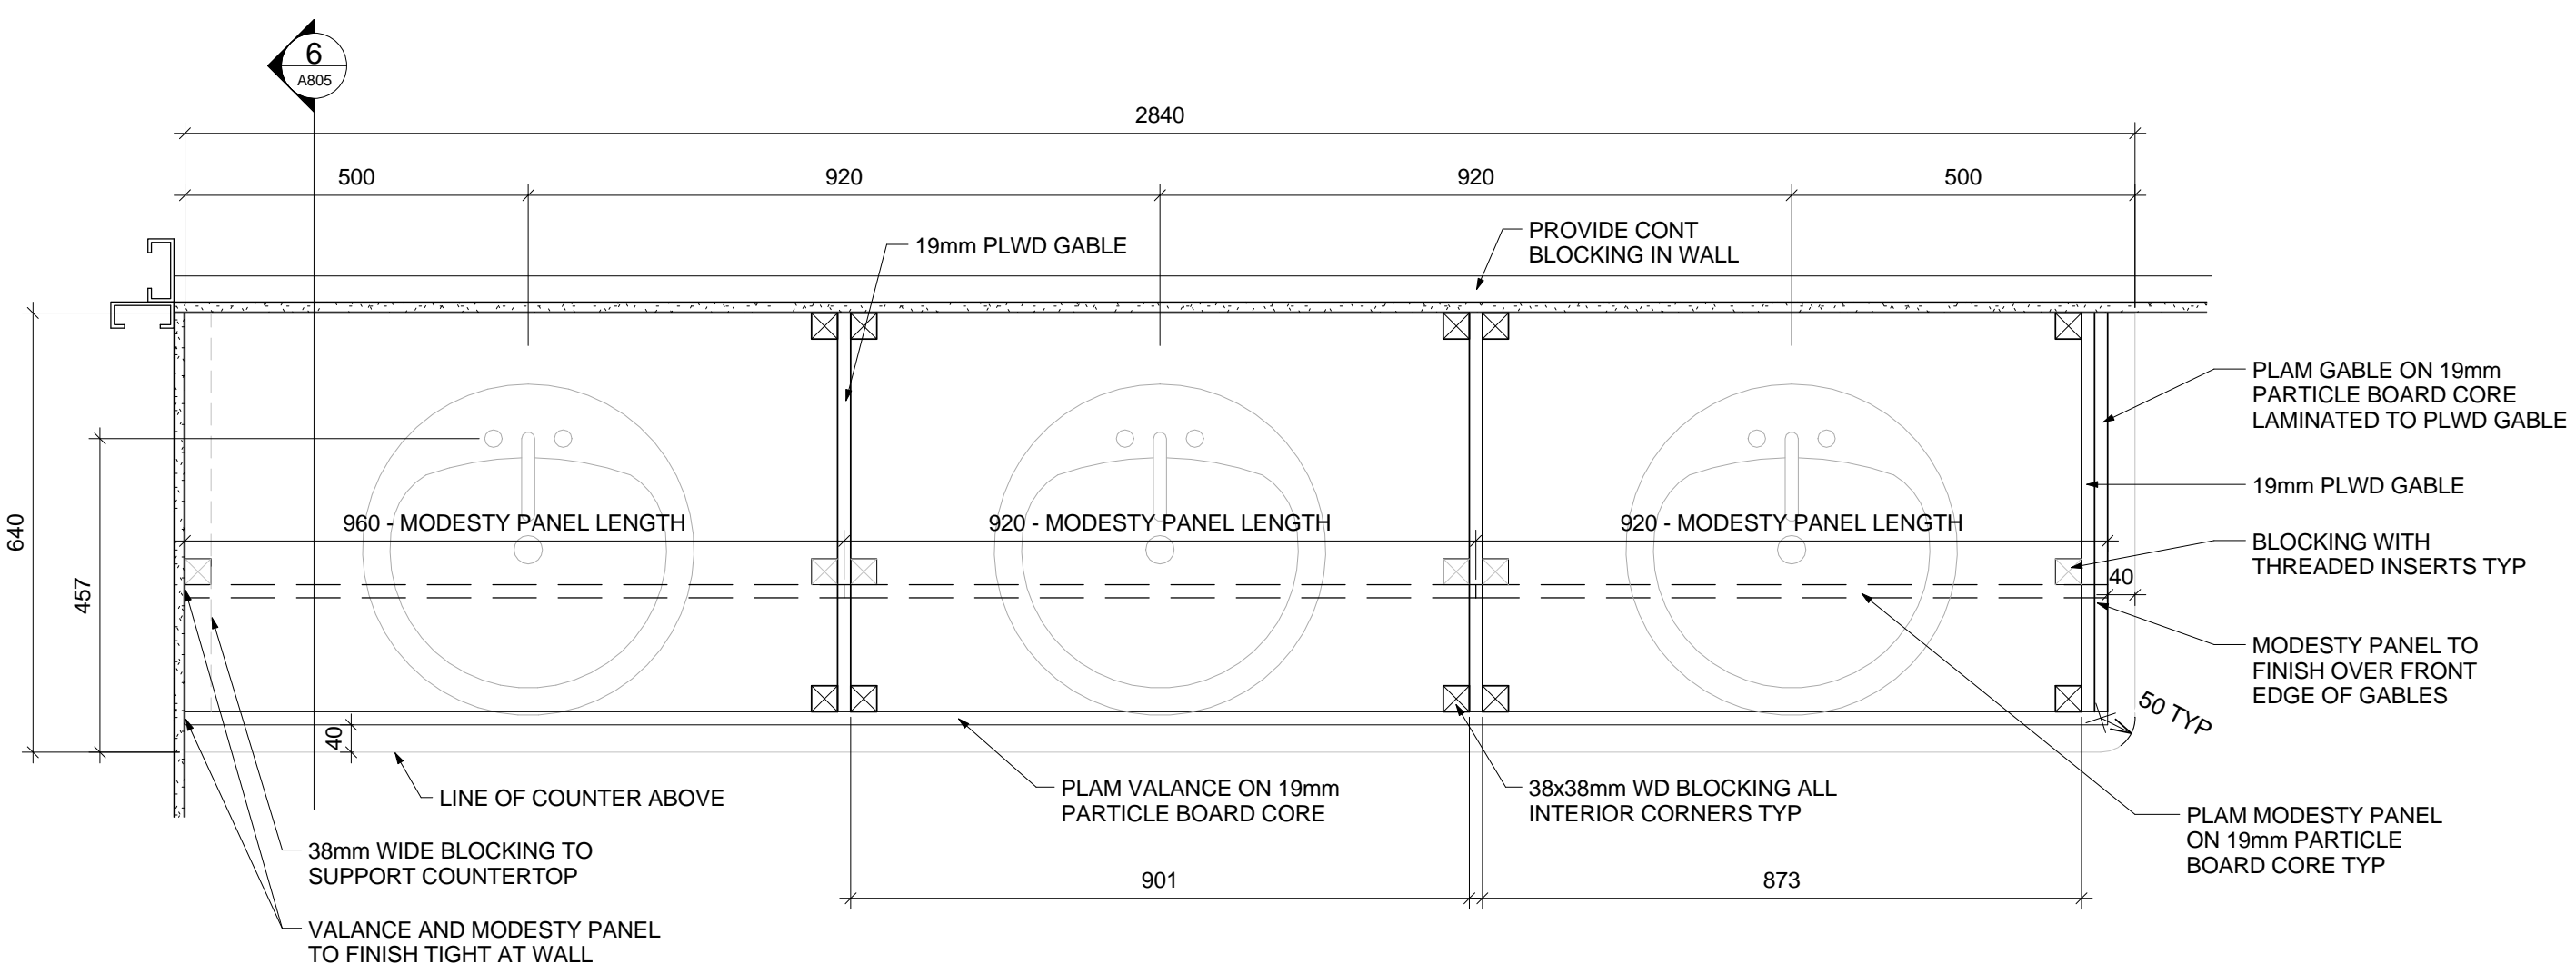 6
A805
2840
500
920
920
500
19mm PLWD GABLE
PROVIDE CONT
BLOCKING IN WALL
PLAM GABLE ON 19mm
PARTICLE BOARD CORE
LAMINATED TO PLWD GABLE
19mm PLWD GABLE
640
457
960 - MODESTY PANEL LENGTH
920 - MODESTY PANEL LENGTH
920 - MODESTY PANEL LENGTH
BLOCKING WITH
THREADED INSERTS TYP
40
MODESTY PANEL TO
FINISH OVER FRONT
EDGE OF GABLES
50 TYP
40
LINE OF COUNTER ABOVE
PLAM VALANCE ON 19mm
PARTICLE BOARD CORE
38x38mm WD BLOCKING ALL
INTERIOR CORNERS TYP
PLAM MODESTY PANEL
ON 19mm PARTICLE
BOARD CORE TYP
38mm WIDE BLOCKING TO
SUPPORT COUNTERTOP
901
873
VALANCE AND MODESTY PANEL
TO FINISH TIGHT AT WALL